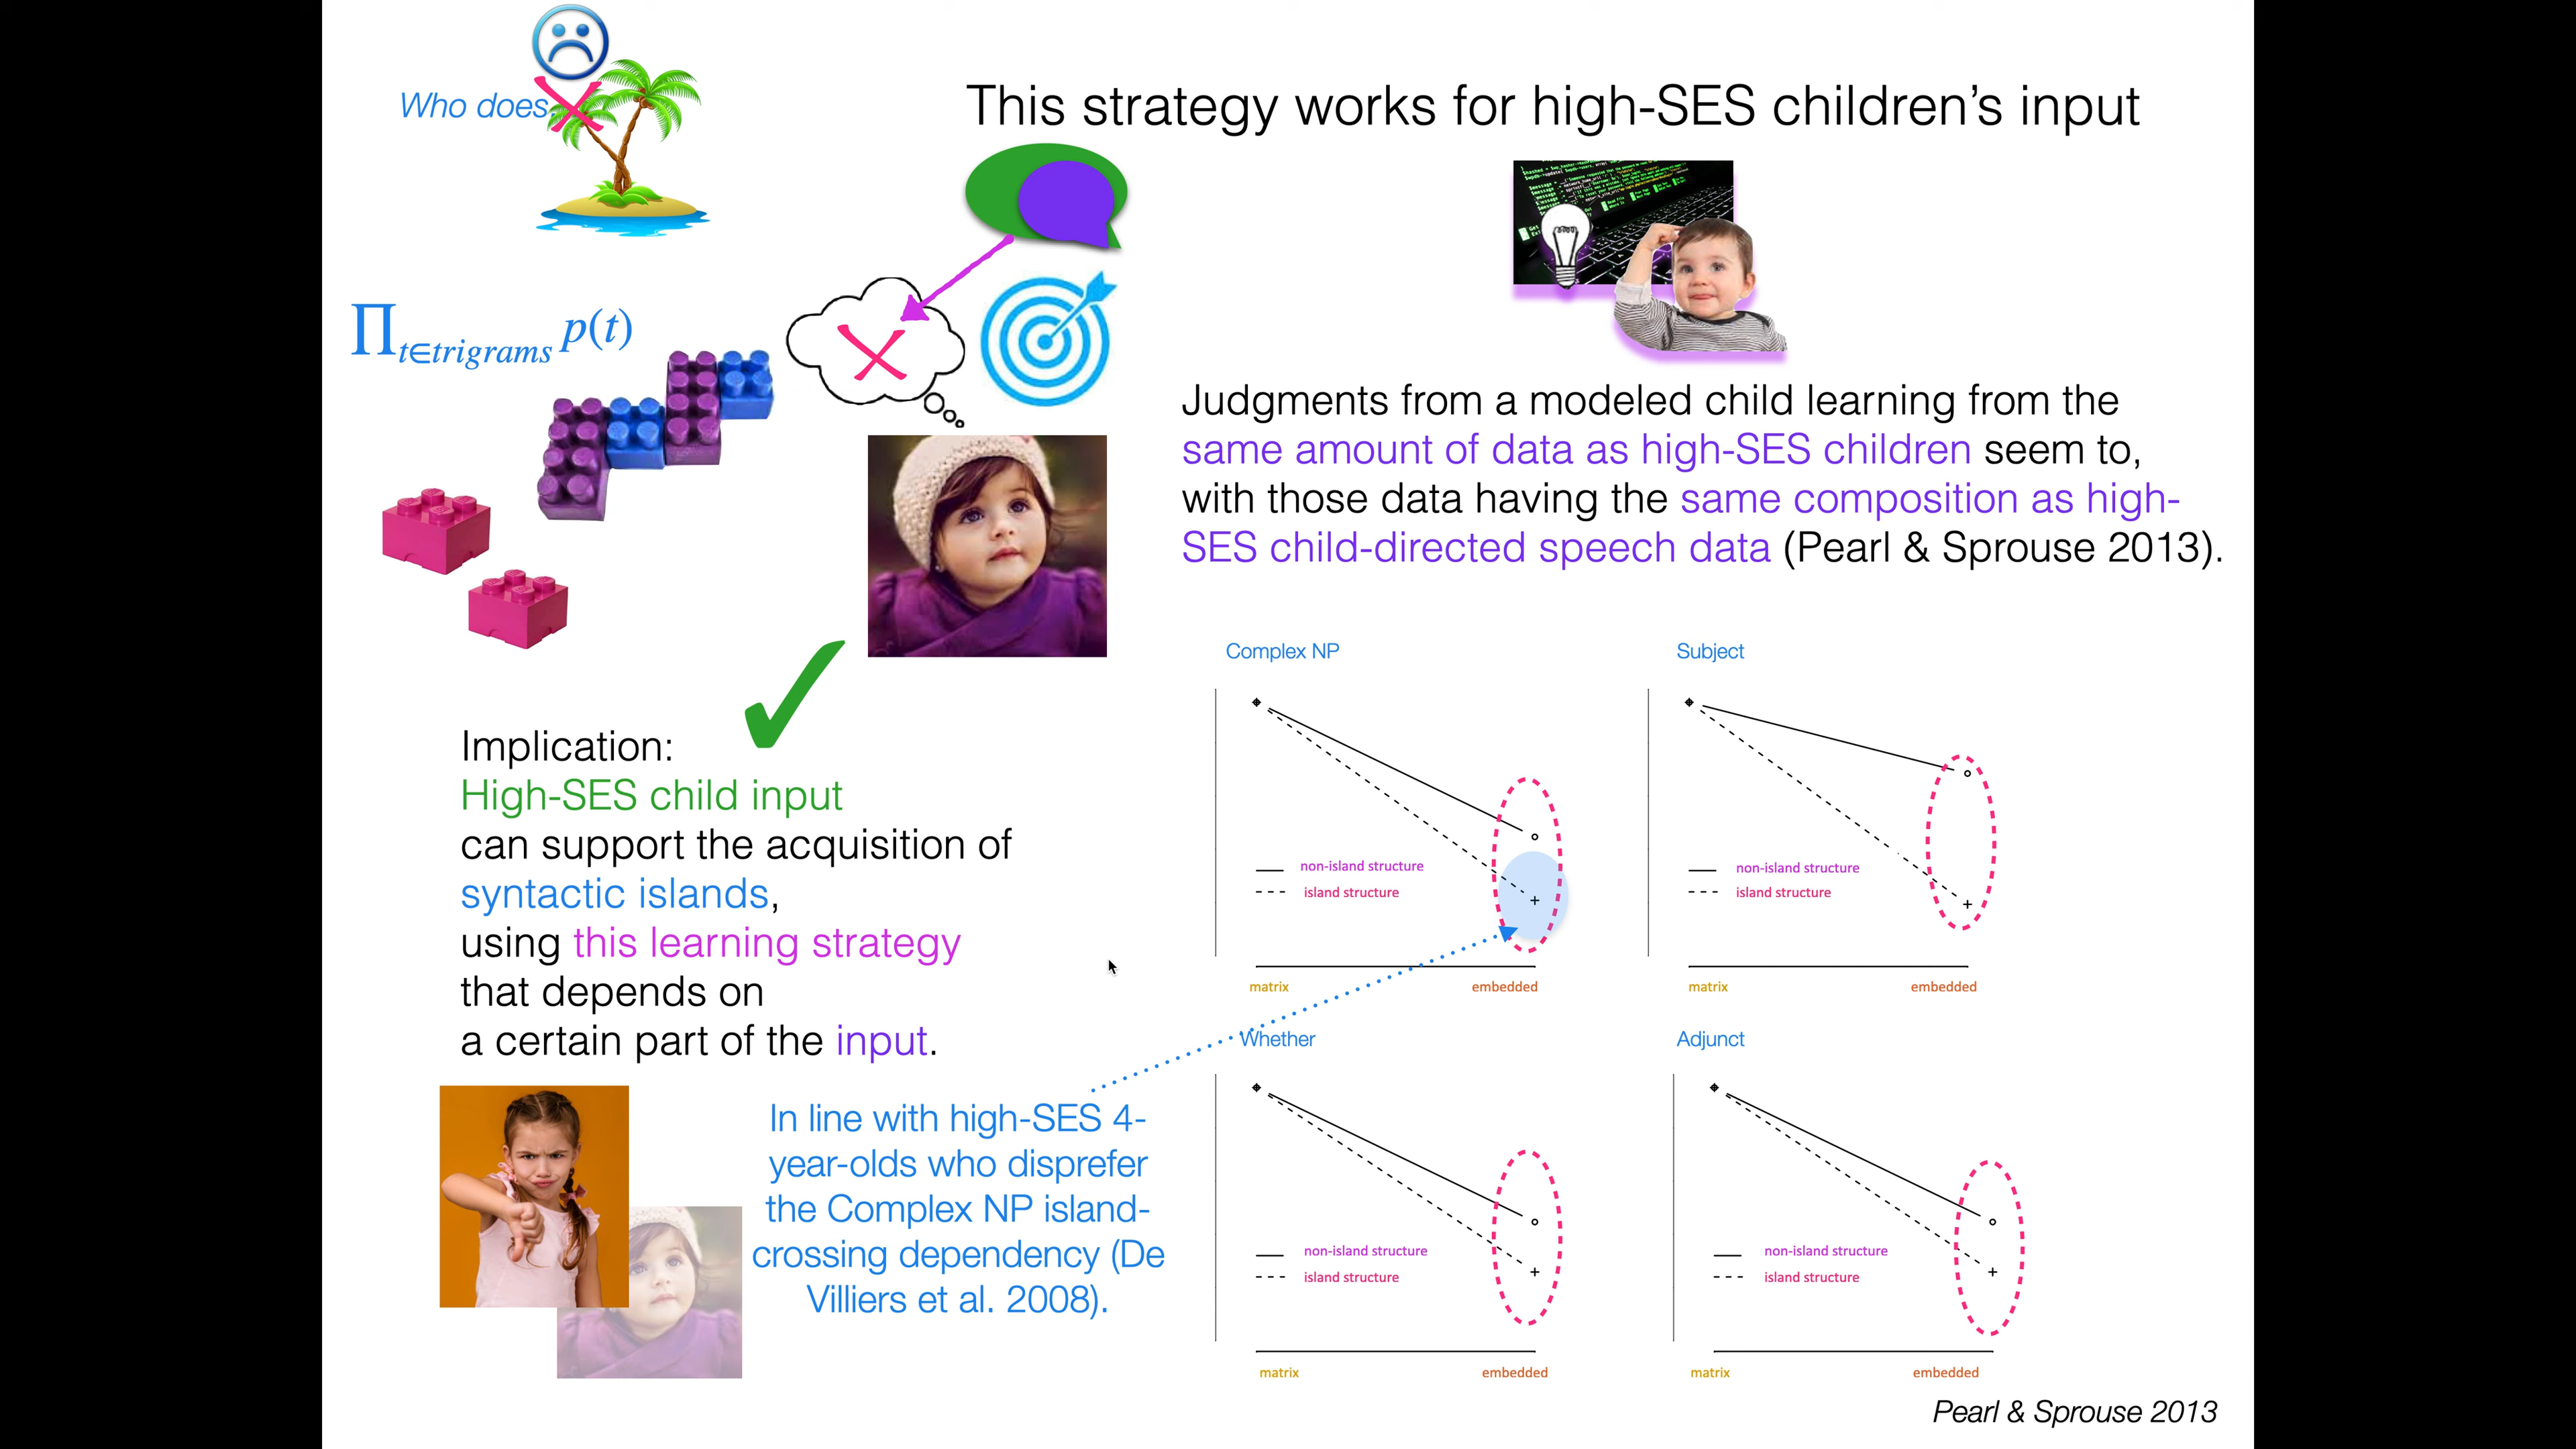 Who does
This strategy works for high-SES children's input
∏t∈trigrams p(t)
Judgments from a modeled child learning from the
same amount of data as high-SES children seem to,
with those data having the same composition as high-
SES child-directed speech data (Pearl & Sprouse 2013).
Implication:
High-SES child input
can support the acquisition of
syntactic islands,
using this learning strategy
that depends on
a certain part of the input.
In line with high-SES 4-
year-olds who disprefer
the Complex NP island-
crossing dependency (De
Villiers et al. 2008).
Complex NP
non-island structure
island structure
matrix embedded
Subject
non-island structure
island structure
matrix embedded
Whether
non-island structure
island structure
matrix embedded
Adjunct
non-island structure
island structure
matrix embedded
Pearl & Sprouse 2013